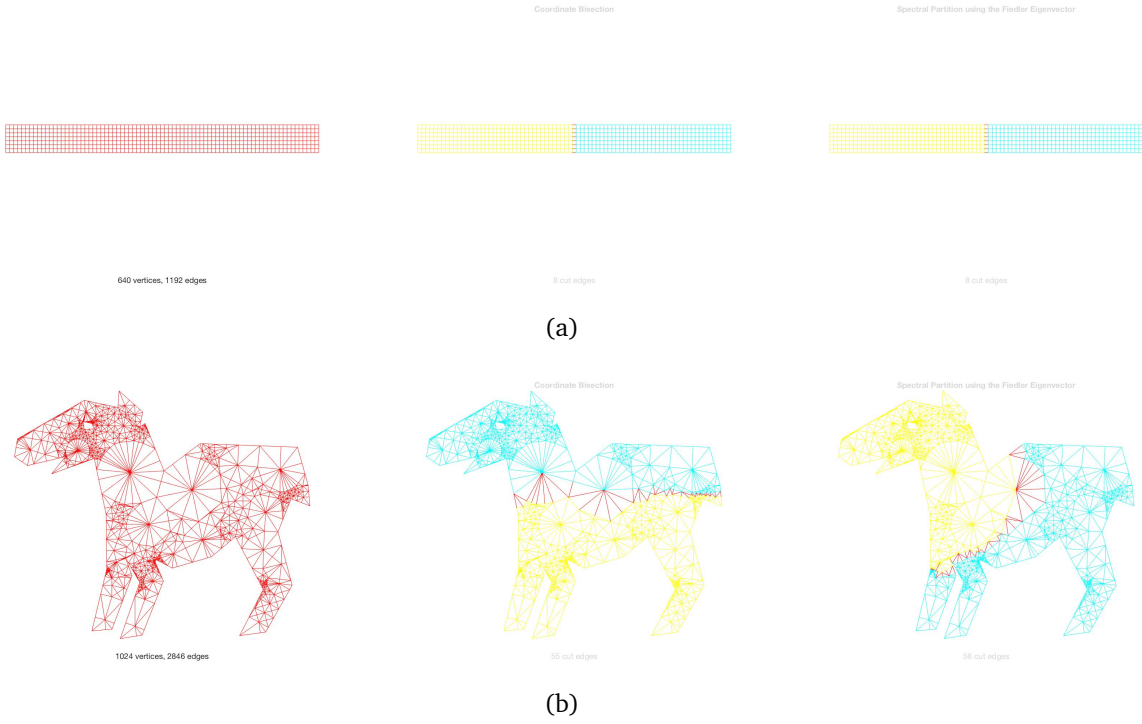 Coordinate Bisection
Spectral Partition using the Fiedler Eigenvector
640 vertices, 1192 edges
8 cut edges
8 cut edges
(a)
Coordinate Bisection
Spectral Partition using the Fiedler Eigenvector
1024 vertices, 2846 edges
55 cut edges
58 cut edges
(b)